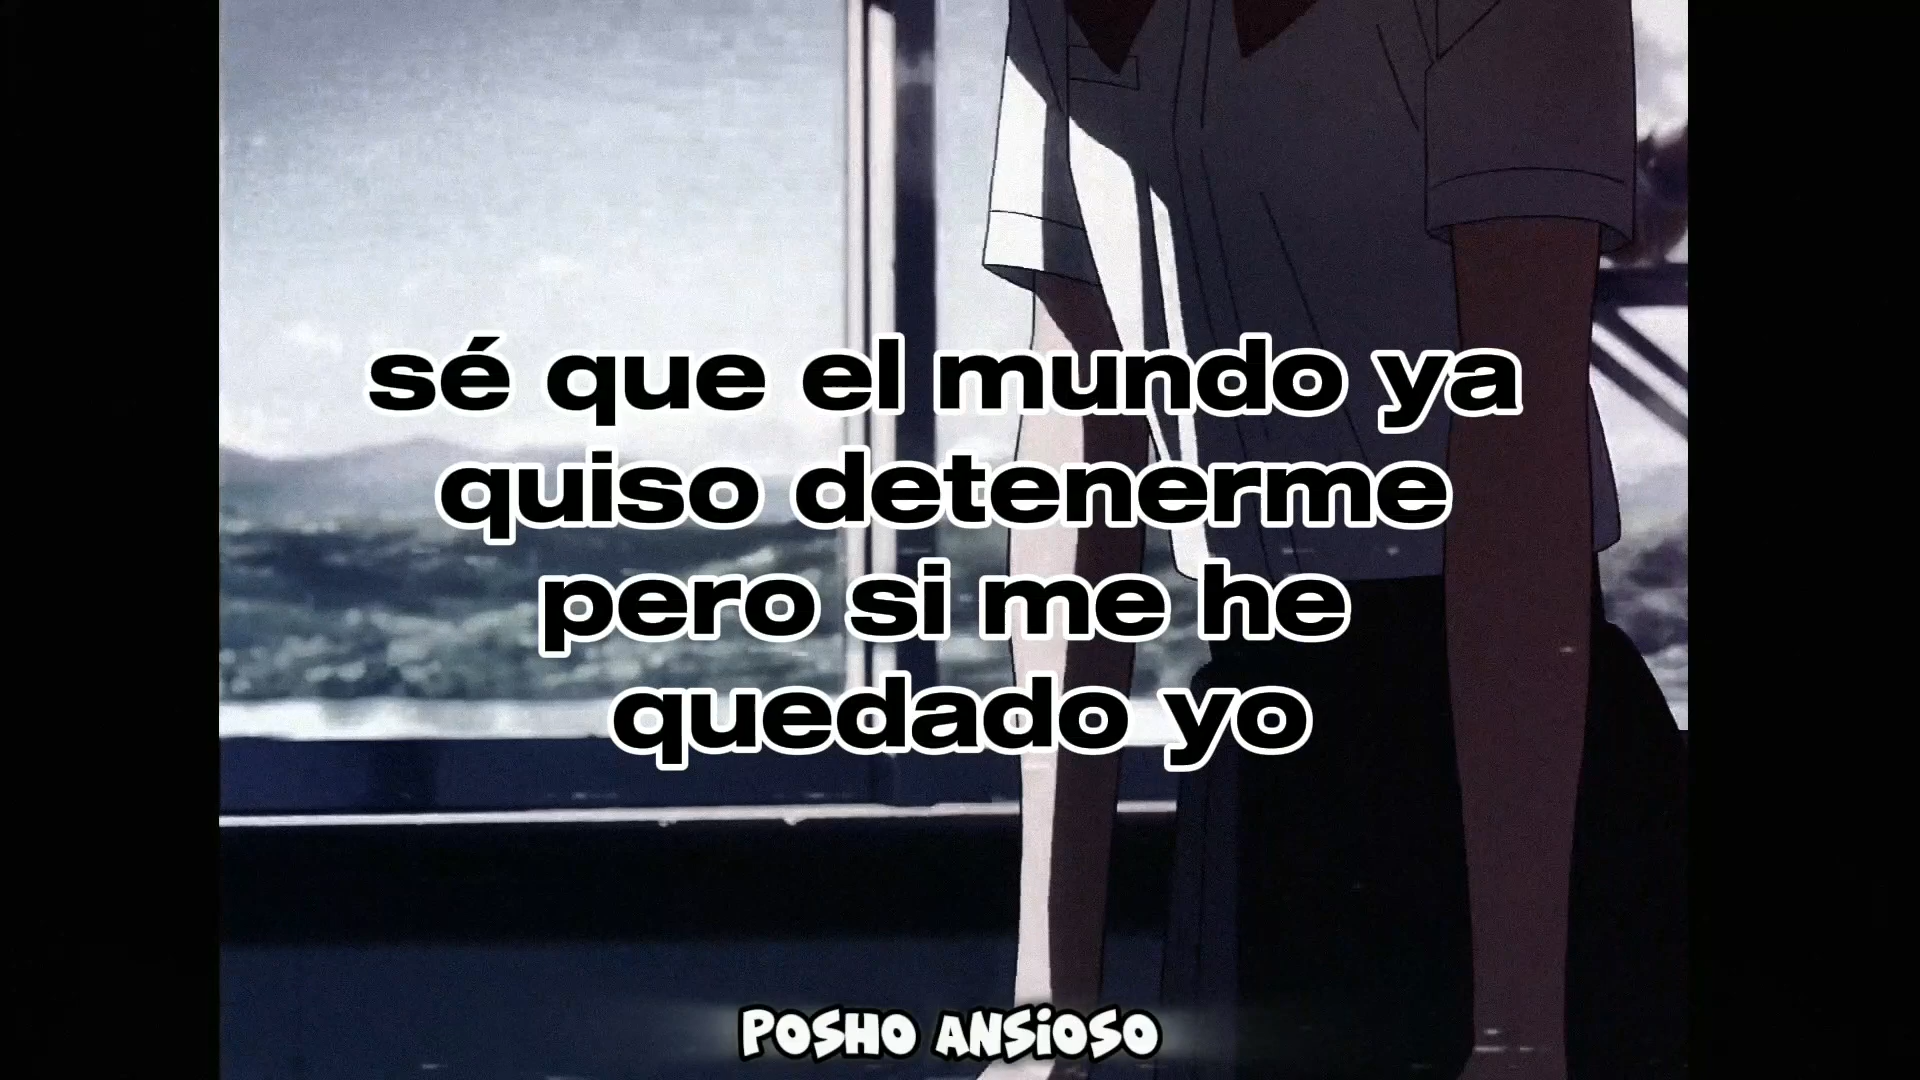 sé que el mundo ya
quiso detenerme
pero si me he
quedado yo
POSHO ANSiOSO